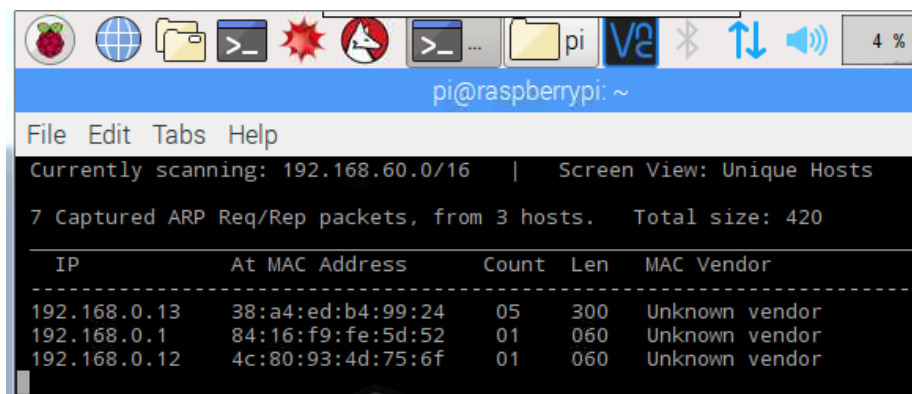 >_ >_ ... pi V2 4 %
pi@raspberrypi: ~
File Edit Tabs Help
Currently scanning: 192.168.60.0/16 | Screen View: Unique Hosts
7 Captured ARP Req/Rep packets, from 3 hosts. Total size: 420
IP At MAC Address Count Len MAC Vendor
192.168.0.13 38:a4:ed:b4:99:24 05 300 Unknown vendor
192.168.0.1 84:16:f9:fe:5d:52 01 060 Unknown vendor
192.168.0.12 4c:80:93:4d:75:6f 01 060 Unknown vendor